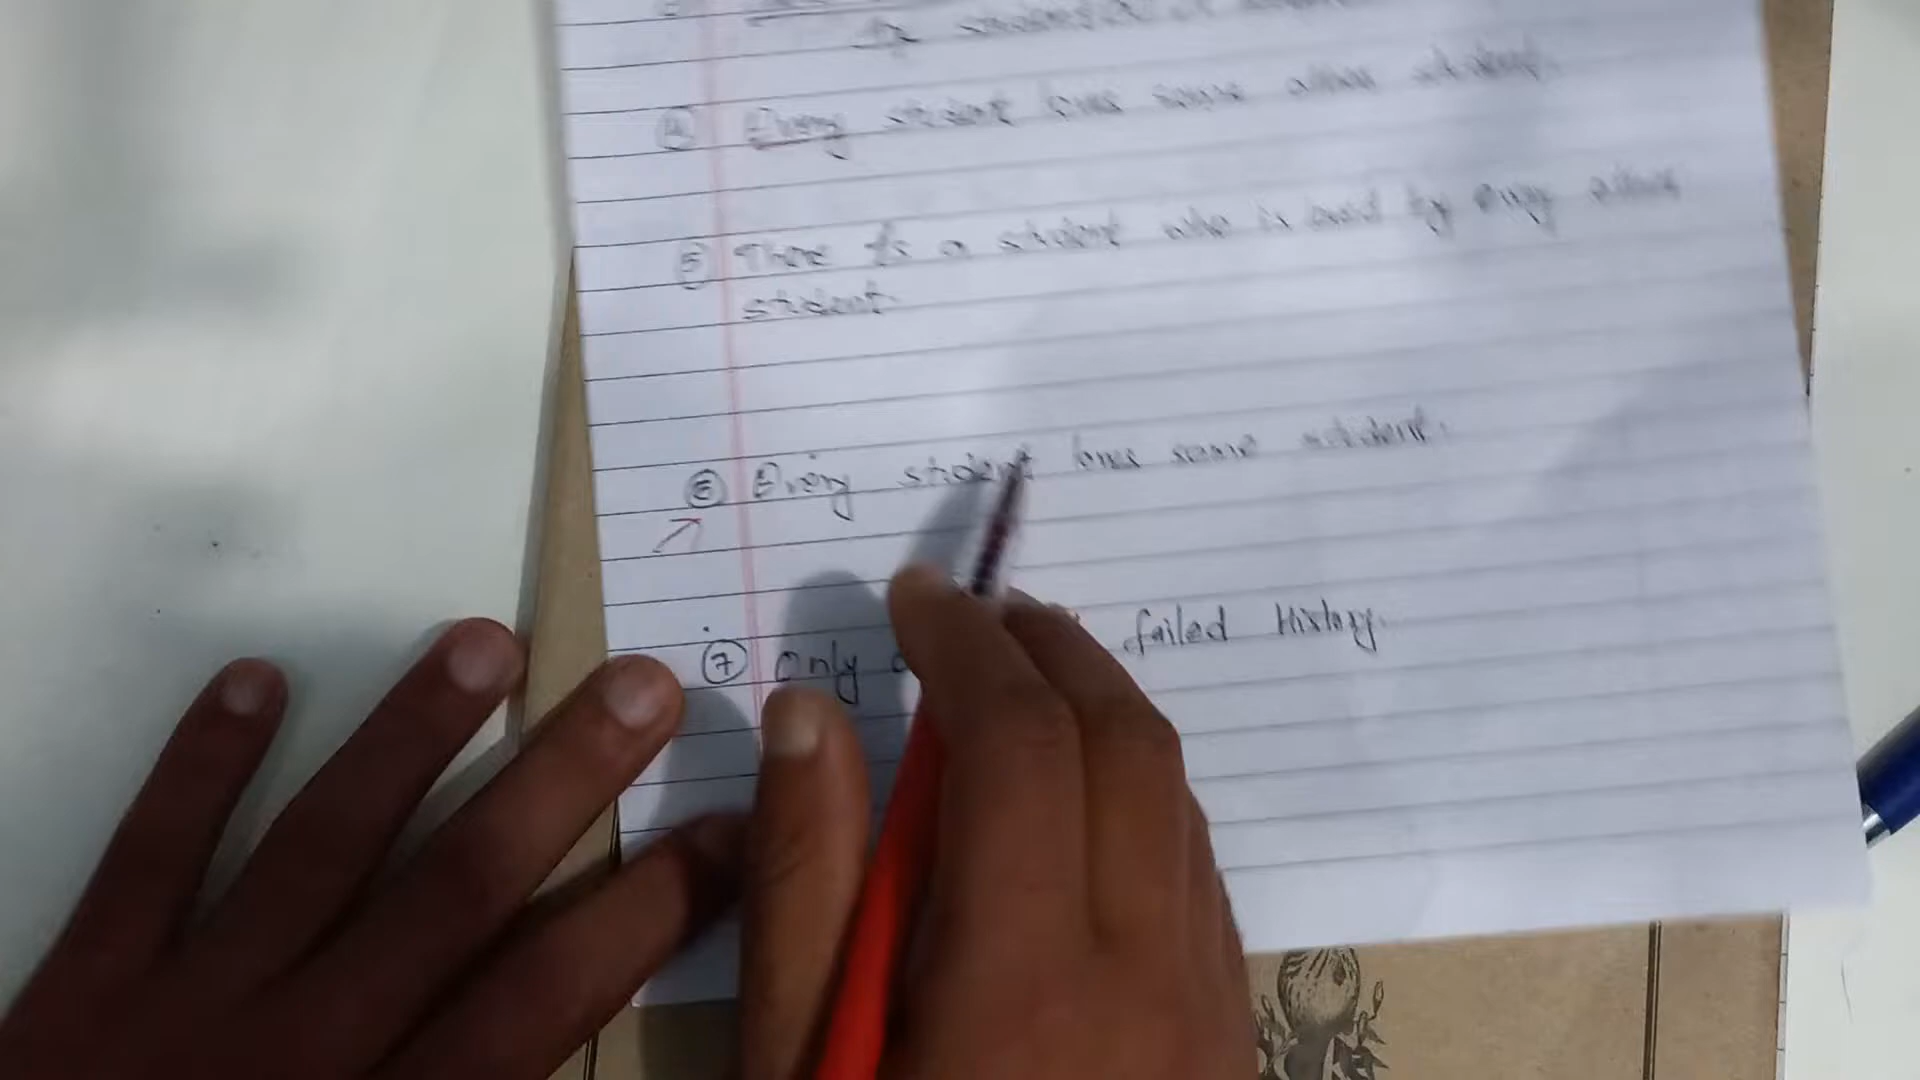 ④ Every student loves some other student.
⑤ There is a student who is loved by every other
student.
⑥ Every student loves some student.
⑦ Only failed History.